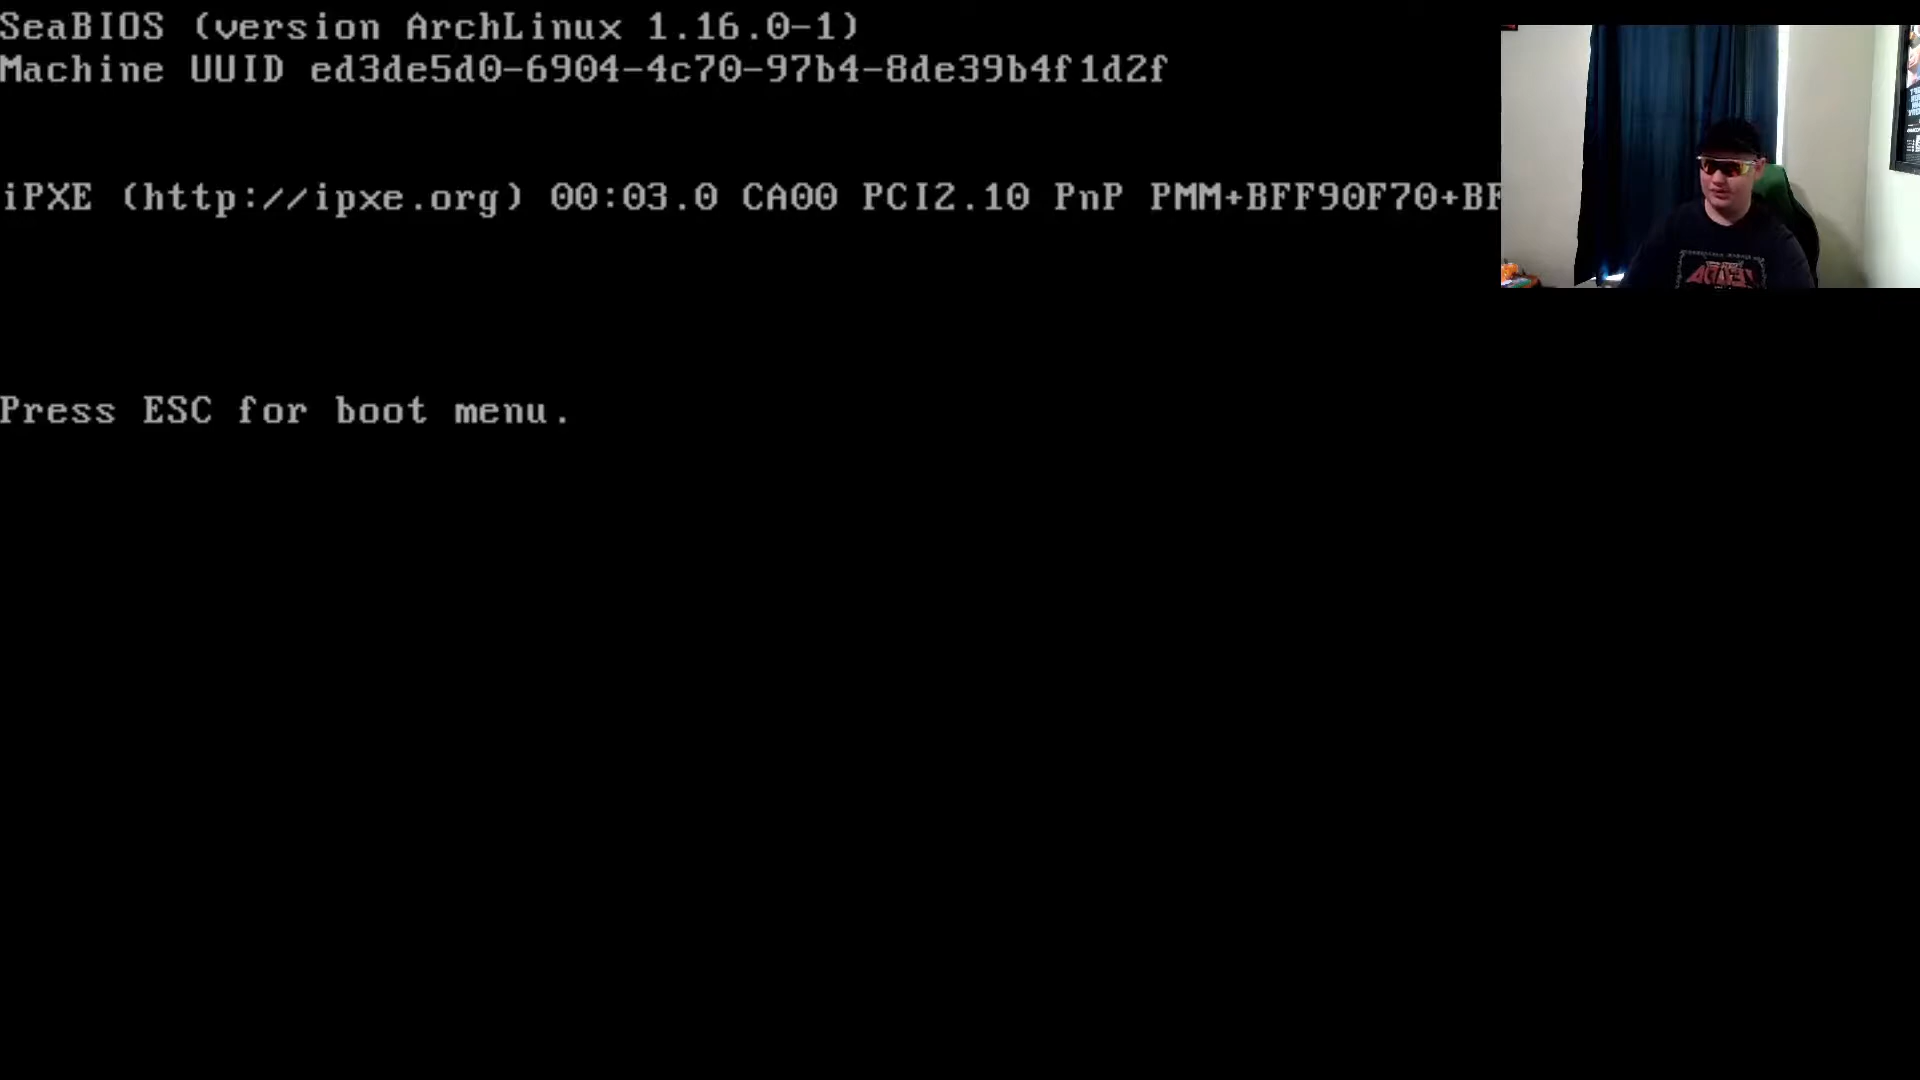 SeaBIOS (version ArchLinux 1.16.0-1)
Machine UUID ed3de5d0-6904-4c70-97b4-8de39b4f1d2f
iPXE (http://ipxe.org) 00:03.0 CA00 PCI2.10 PnP PMM+BFF90F70+BF
Press ESC for boot menu.